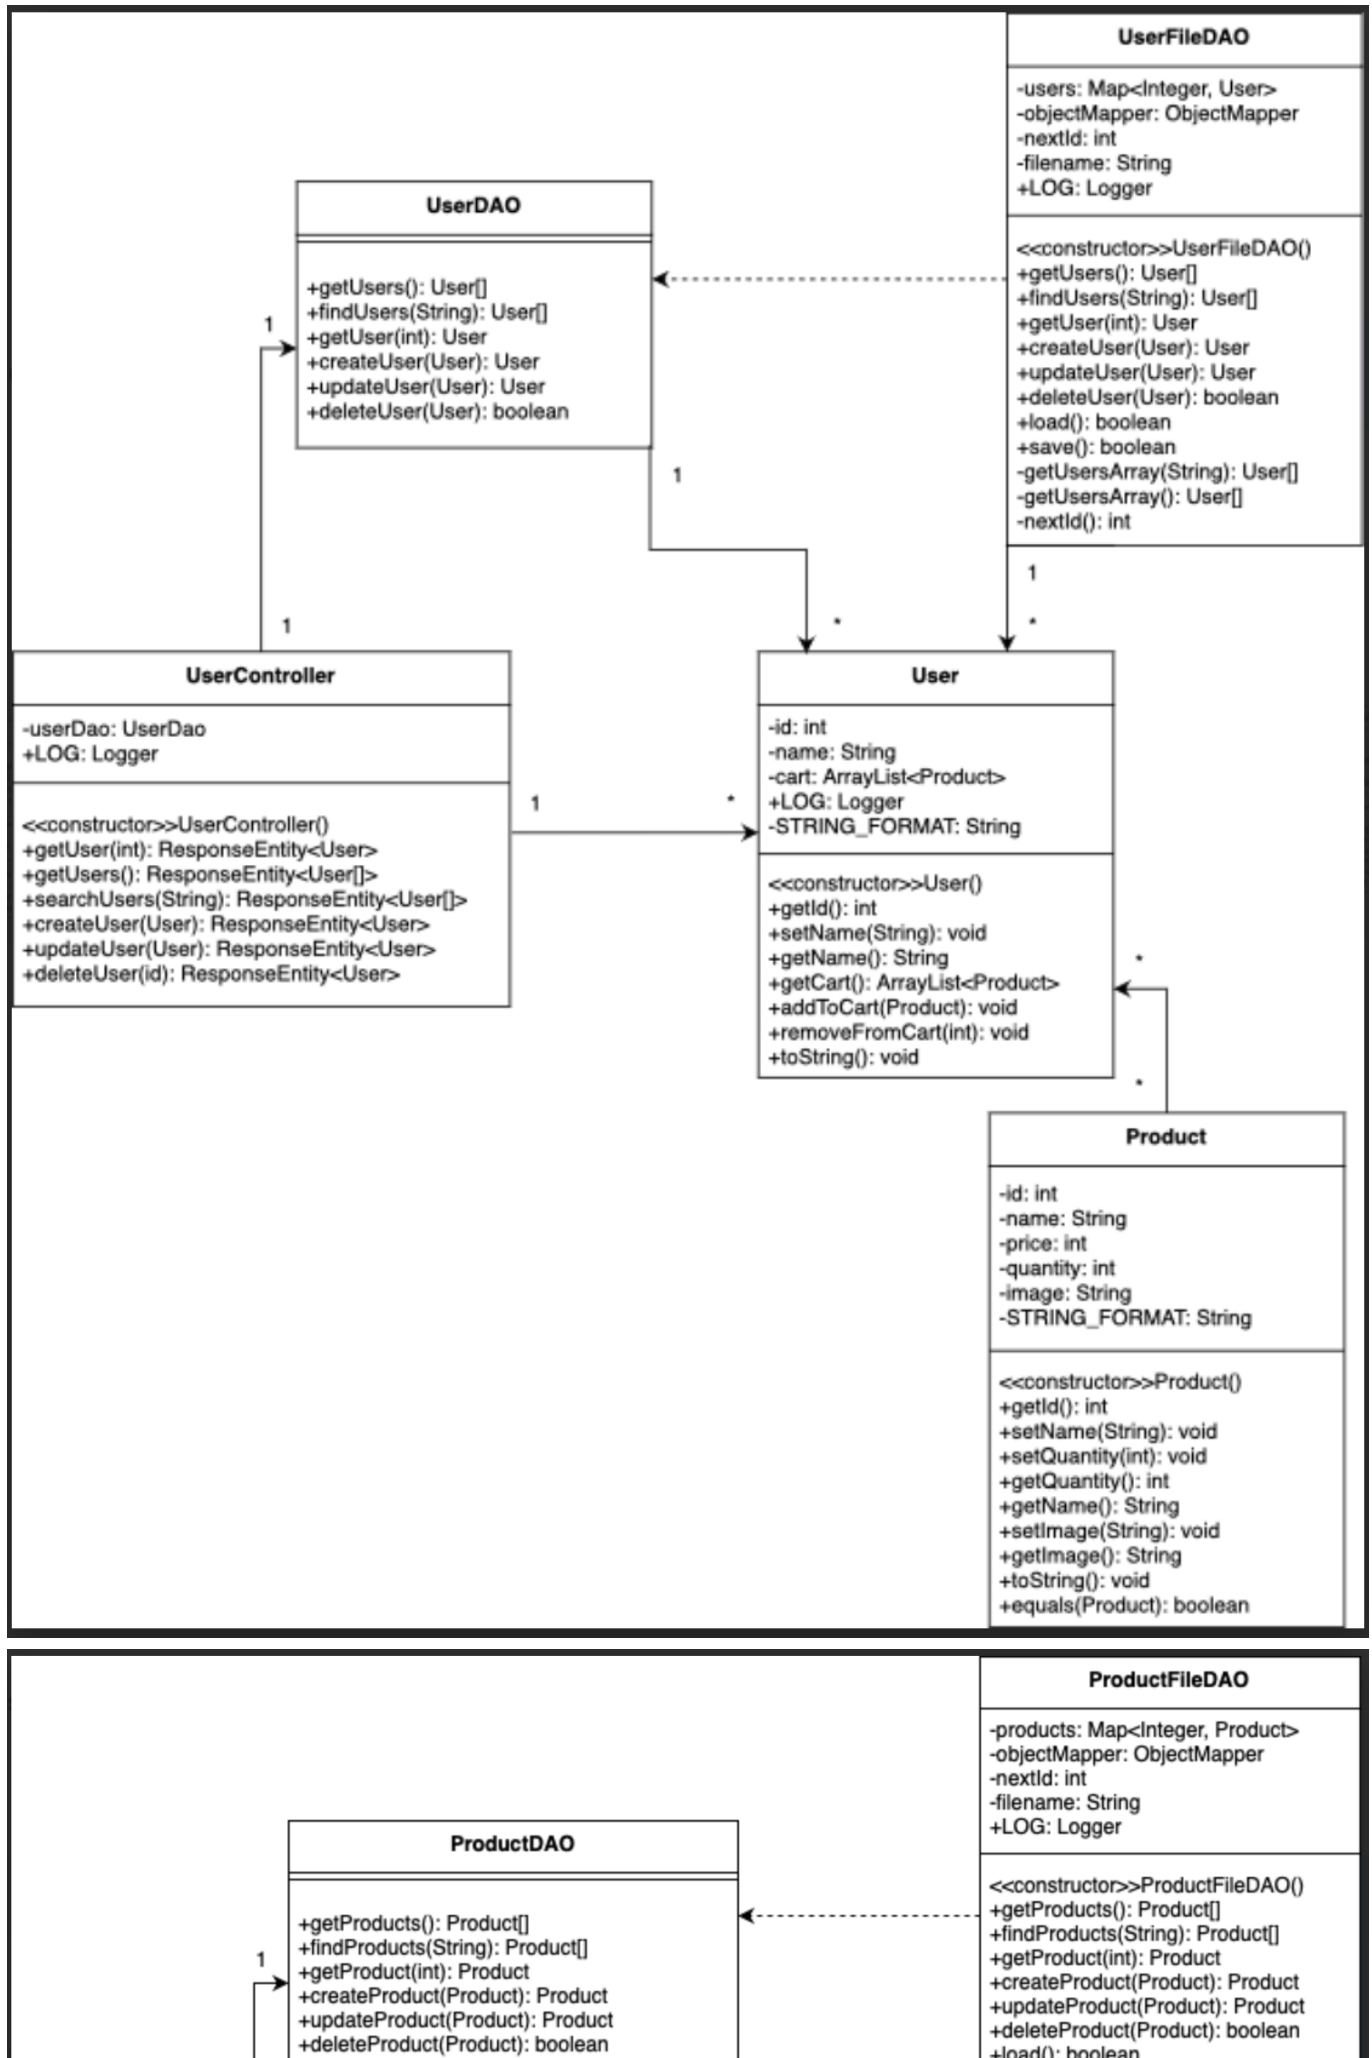 UserFileDAO
-users: Map<Integer, User>
-objectMapper: ObjectMapper
-nextId: int
-filename: String
+LOG: Logger
<<constructor>>UserFileDAO()
+getUsers(): User[]
+findUsers(String): User[]
+getUser(int): User
+createUser(User): User
+updateUser(User): User
+deleteUser(User): boolean
+load(): boolean
+save(): boolean
-getUsersArray(String): User[]
-getUsersArray(): User[]
-nextId(): int
UserDAO
+getUsers(): User[]
+findUsers(String): User[]
+getUser(int): User
+createUser(User): User
+updateUser(User): User
+deleteUser(User): boolean
1
1
1
*
1
*
UserController
-userDao: UserDao
+LOG: Logger
<<constructor>>UserController()
+getUser(int): ResponseEntity<User>
+getUsers(): ResponseEntity<User[]>
+searchUsers(String): ResponseEntity<User[]>
+createUser(User): ResponseEntity<User>
+updateUser(User): ResponseEntity<User>
+deleteUser(id): ResponseEntity<User>
1
*
User
-id: int
-name: String
-cart: ArrayList<Product>
+LOG: Logger
-STRING_FORMAT: String
<<constructor>>User()
+getId(): int
+setName(String): void
+getName(): String
+getCart(): ArrayList<Product>
+addToCart(Product): void
+removeFromCart(int): void
+toString(): void
*
*
Product
-id: int
-name: String
-price: int
-quantity: int
-image: String
-STRING_FORMAT: String
<<constructor>>Product()
+getId(): int
+setName(String): void
+setQuantity(int): void
+getQuantity(): int
+getName(): String
+setImage(String): void
+getImage(): String
+toString(): void
+equals(Product): boolean
ProductFileDAO
-products: Map<Integer, Product>
-objectMapper: ObjectMapper
-nextId: int
-filename: String
+LOG: Logger
<<constructor>>ProductFileDAO()
+getProducts(): Product[]
+findProducts(String): Product[]
+getProduct(int): Product
+createProduct(Product): Product
+updateProduct(Product): Product
+deleteProduct(Product): boolean
+load(): boolean
ProductDAO
+getProducts(): Product[]
+findProducts(String): Product[]
+getProduct(int): Product
+createProduct(Product): Product
+updateProduct(Product): Product
+deleteProduct(Product): boolean
1